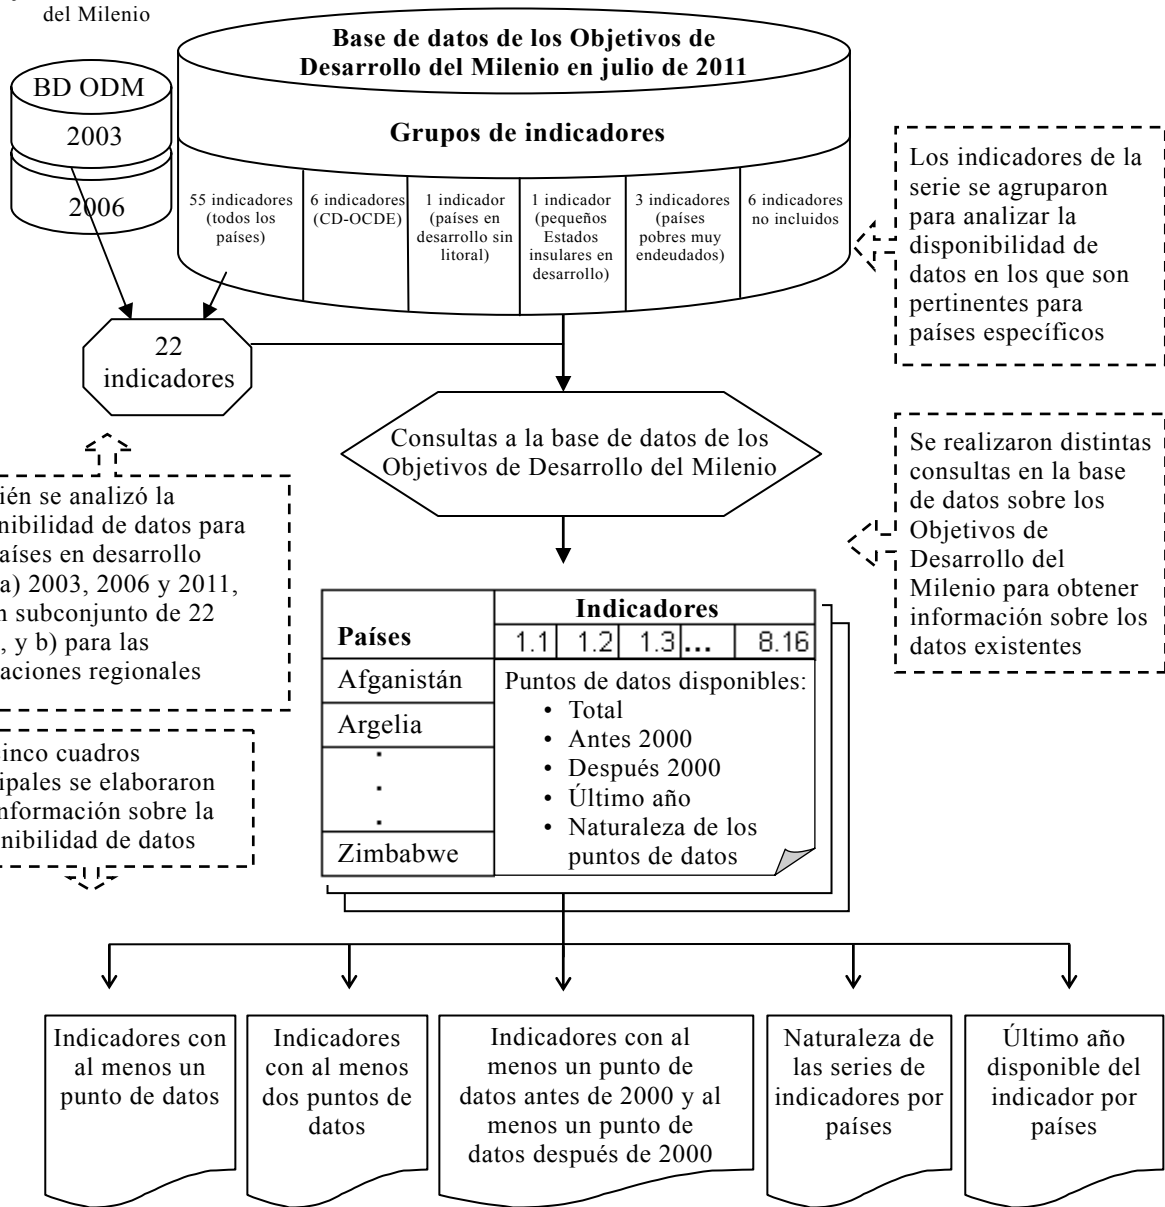 del Milenio
BD ODM
2003
2006
Base de datos de los Objetivos de
Desarrollo del Milenio en julio de 2011
Grupos de indicadores
55 indicadores
(todos los
países)
6 indicadores
(CD-OCDE)
1 indicador
(países en
desarrollo sin
litoral)
1 indicador
(pequeños
Estados
insulares en
desarrollo)
3 indicadores
(países
pobres muy
endeudados)
6 indicadores
no incluidos
Los indicadores de la
serie se agruparon
para analizar la
disponibilidad de
datos en los que son
pertinentes para
países específicos
22
indicadores
Consultas a la base de datos de los
Objetivos de Desarrollo del Milenio
Se realizaron distintas
consultas en la base
de datos sobre los
Objetivos de
Desarrollo del
Milenio para obtener
información sobre los
datos existentes
se analizó la
de datos para
en desarrollo
a) 2003, 2006 y 2011,
subconjunto de 22
, y b) para las
regionales
cuadros
se elaboraron
sobre la
de datos
Países
Indicadores
1.1 1.2 1.3 ... 8.16
Afganistán
Argelia
.
.
.
Zimbabwe
Puntos de datos disponibles:
• Total
• Antes 2000
• Después 2000
• Último año
• Naturaleza de los
puntos de datos
Indicadores con
al menos un
punto de datos
Indicadores
con al menos
dos puntos de
datos
Indicadores con al
menos un punto de
datos antes de 2000 y al
menos un punto de
datos después de 2000
Naturaleza de
las series de
indicadores por
países
Último año
disponible del
indicador por
países